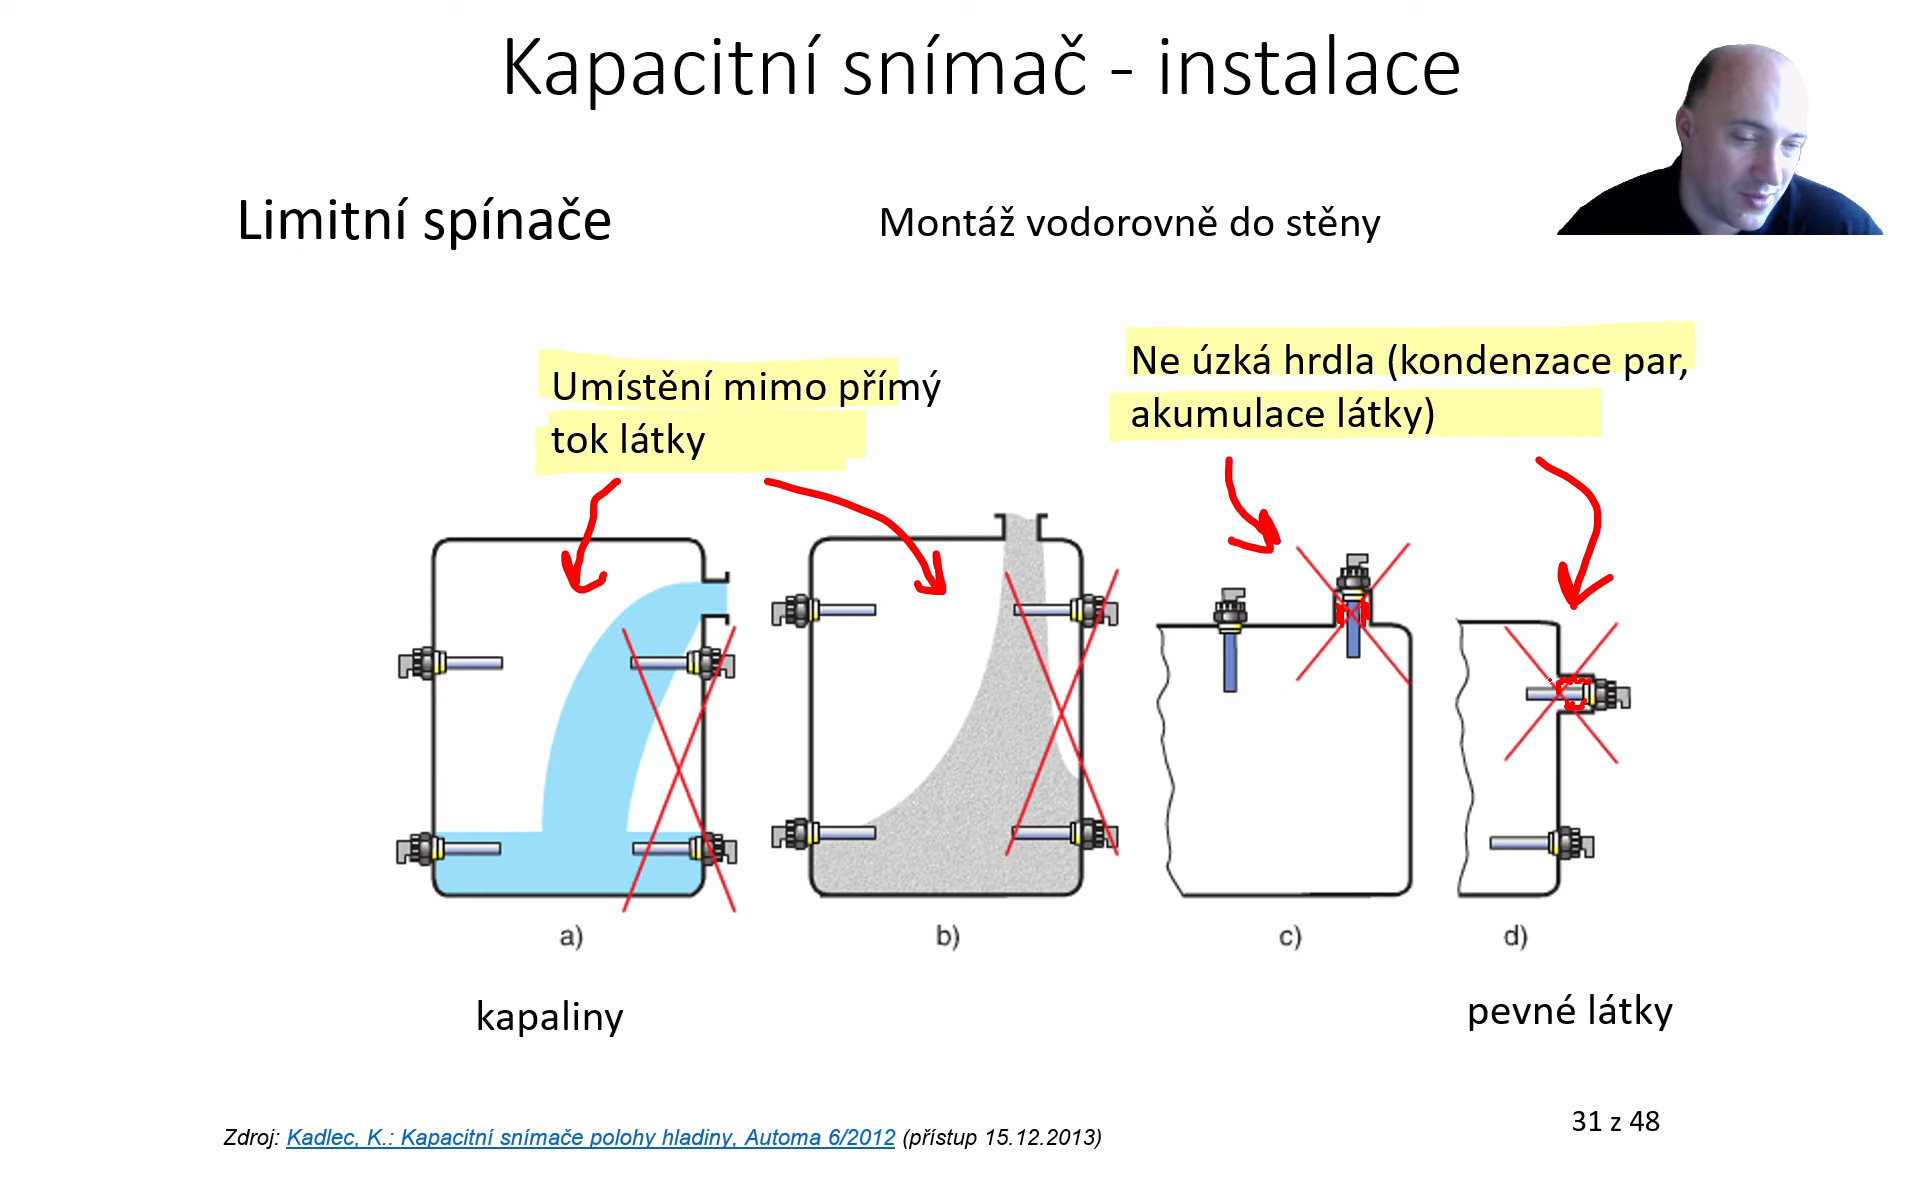 Kapacitní snímač - instalace
Limitní spínače
Montáž vodorovně do stěny
Umístění mimo přímý
tok látky
Ne úzká hrdla (kondenzace par,
akumulace látky)
a)
b)
c)
d)
kapaliny
pevné látky
Zdroj: Kadlec, K.: Kapacitní snímače polohy hladiny, Automa 6/2012 (přístup 15.12.2013)
31 z 48